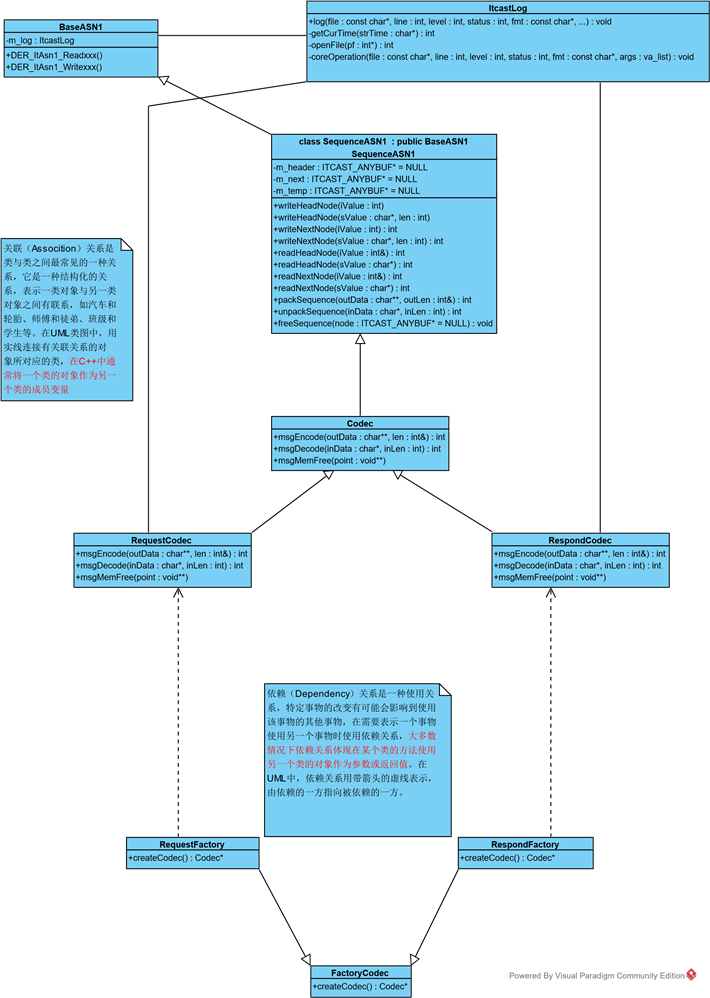 ItcastLog
+log(file : const char*, line : int, level : int, status : int, fmt : const char*, ...) : void
-getCurTime(strTime : char*) : int
-openFile(pf : int*) : int
-coreOperation(file : const char*, line : int, level : int, status : int, fmt : const char*, args : va_list) : void
BaseASN1
-m_log : ItcastLog
+DER_ItAsn1_Readxxx()
+DER_ItAsn1_Writexxx()
class SequenceASN1 : public BaseASN1
SequenceASN1
-m_header : ITCAST_ANYBUF* = NULL
-m_next : ITCAST_ANYBUF* = NULL
-m_temp : ITCAST_ANYBUF* = NULL
+writeHeadNode(iValue : int)
+writeHeadNode(sValue : char*, len : int)
+writeNextNode(iValue : int) : int
+writeNextNode(sValue : char*, len : int) : int
+readHeadNode(iValue : int&) : int
+readHeadNode(sValue : char*) : int
+readNextNode(iValue : int&) : int
+readNextNode(sValue : char*) : int
+packSequence(outData : char**, outLen : int&) : int
+unpackSequence(inData : char*, inLen : int) : int
+freeSequence(node : ITCAST_ANYBUF* = NULL) : void
关联（Assocition）关系是
类与类之间最常见的一种关
系，它是一种结构化的关
系，表示一类对象与另一类
对象之间有联系，如汽车和
轮胎、师傅和徒弟、班级和
学生等。在UML类图中，用
实线连接有关联关系的对
象所对应的类，在C++中通
常将一个类的对象作为另一
个类的成员变量
Codec
+msgEncode(outData : char**, len : int&) : int
+msgDecode(inData : char*, inLen : int) : int
+msgMemFree(point : void**)
RequestCodec
+msgEncode(outData : char**, len : int&) : int
+msgDecode(inData : char*, inLen : int) : int
+msgMemFree(point : void**)
RespondCodec
+msgEncode(outData : char**, len : int&) : int
+msgDecode(inData : char*, inLen : int) : int
+msgMemFree(point : void**)
依赖（Dependency）关系是一种使用关
系，特定事物的改变有可能会影响到使用
该事物的其他事物，在需要表示一个事物
使用另一个事物时使用依赖关系，大多数
情况下依赖关系体现在某个类的方法使用
另一个类的对象作为参数或返回值。在
UML中，依赖关系用带箭头的虚线表示，
由依赖的一方指向被依赖的一方。
RequestFactory
+createCodec() : Codec*
RespondFactory
+createCodec() : Codec*
FactoryCodec
+createCodec() : Codec*
Powered By Visual Paradigm Community Edition